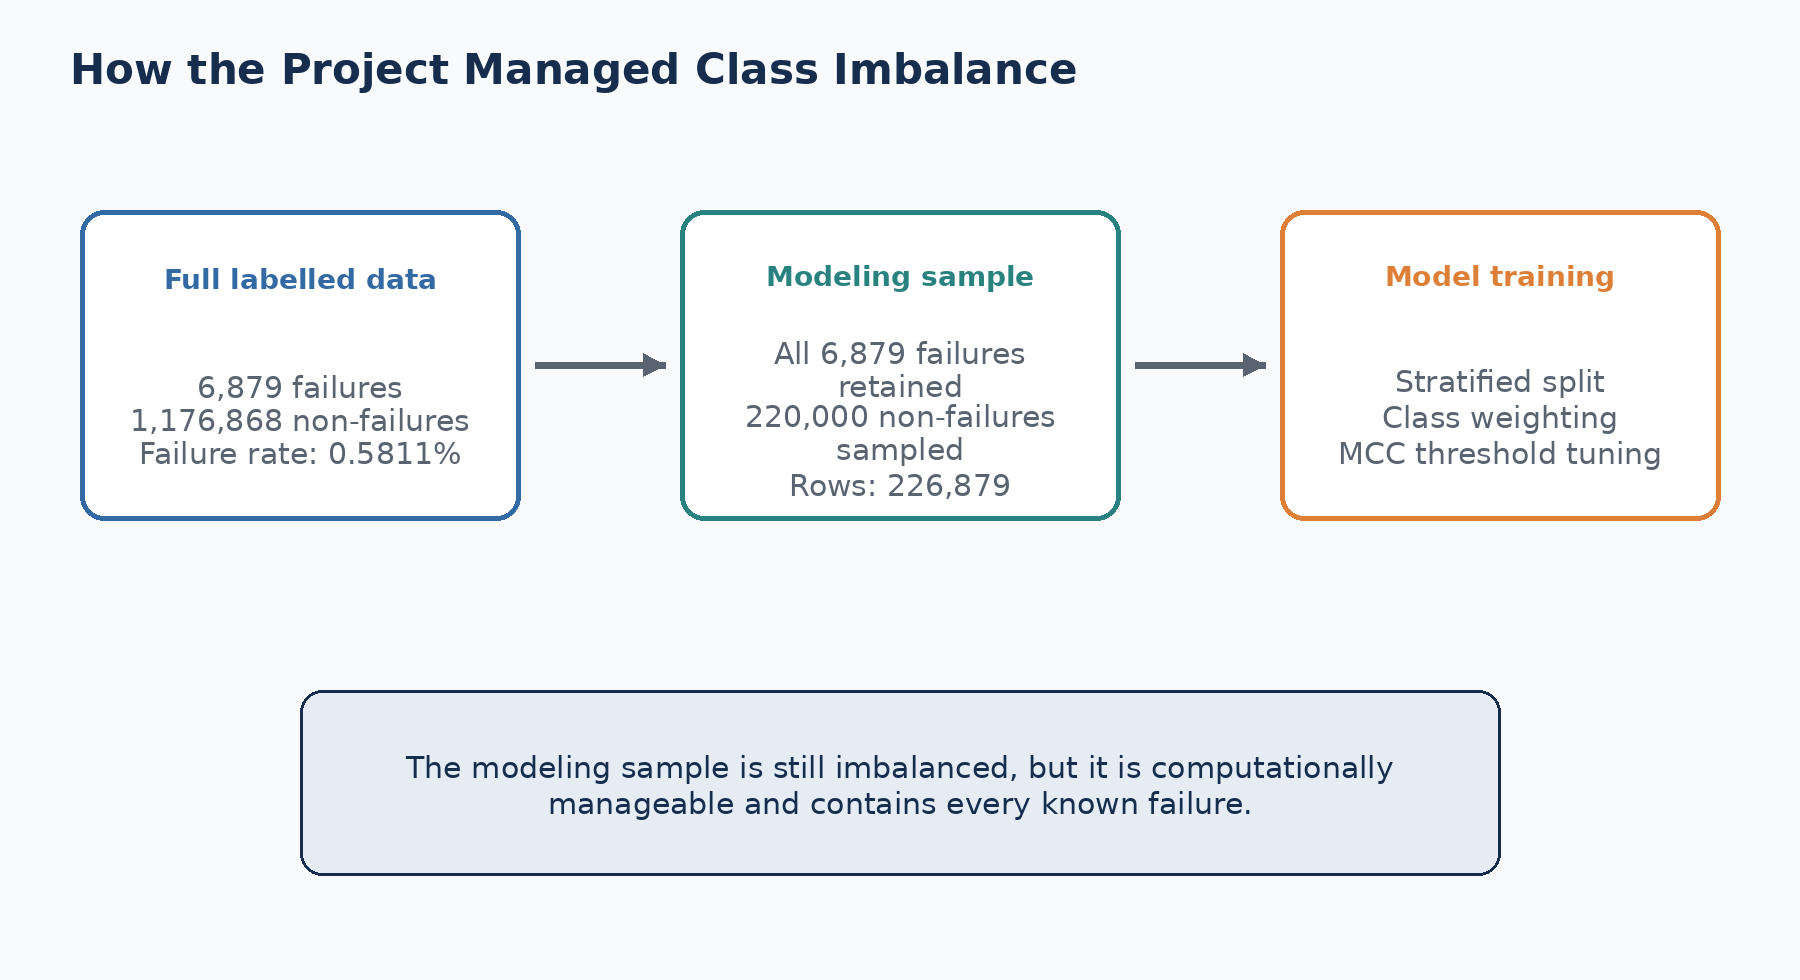 How the Project Managed Class Imbalance
Full labelled data
6,879 failures
1,176,868 non-failures
Failure rate: 0.5811%
Modeling sample
All 6,879 failures
retained
220,000 non-failures
sampled
Rows: 226,879
Model training
Stratified split
Class weighting
MCC threshold tuning
The modeling sample is still imbalanced, but it is computationally
manageable and contains every known failure.